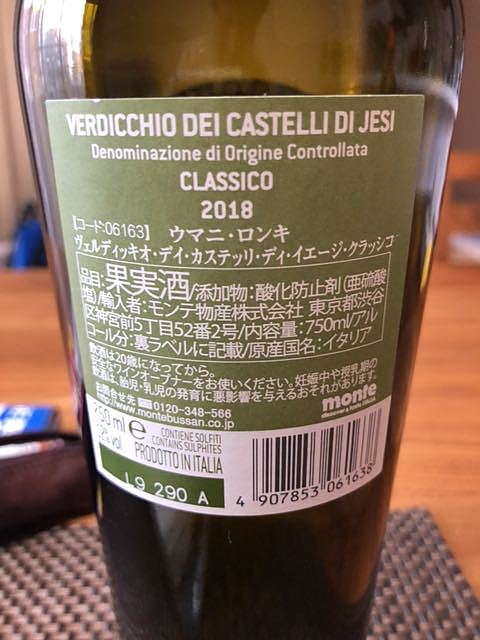 VERDICCHIO DEI CASTELLI DI JESI
Denominazione di Origine Controllata
CLASSICO
2018
【コード:06163】 ウマニ・ロンキ
ヴェルディッキオ・デイ・カステッリ・ディ・イエージ・クラッシコ
品目:果実酒/添加物:酸化防止剤(亜硫酸
塩)/輸入者:モンテ物産株式会社 東京都渋谷
区神宮前5丁目52番2号/内容量:750ml/アル
コール分:裏ラベルに記載/原産国名:イタリア
飲酒は20歳になってから。
安全なワインオープナーをお使いください。妊娠中や授乳期の
飲酒は、胎児・乳児の発育に悪影響を与えるおそれがあります。
お問合せ先 0120-348-566
www.montebussan.co.jp
monte
750 ml e
% vol
CONTIENE SOLFITI
CONTAINS SULPHITES
PRODOTTO IN ITALIA
L9 290 A
4 907853 061638